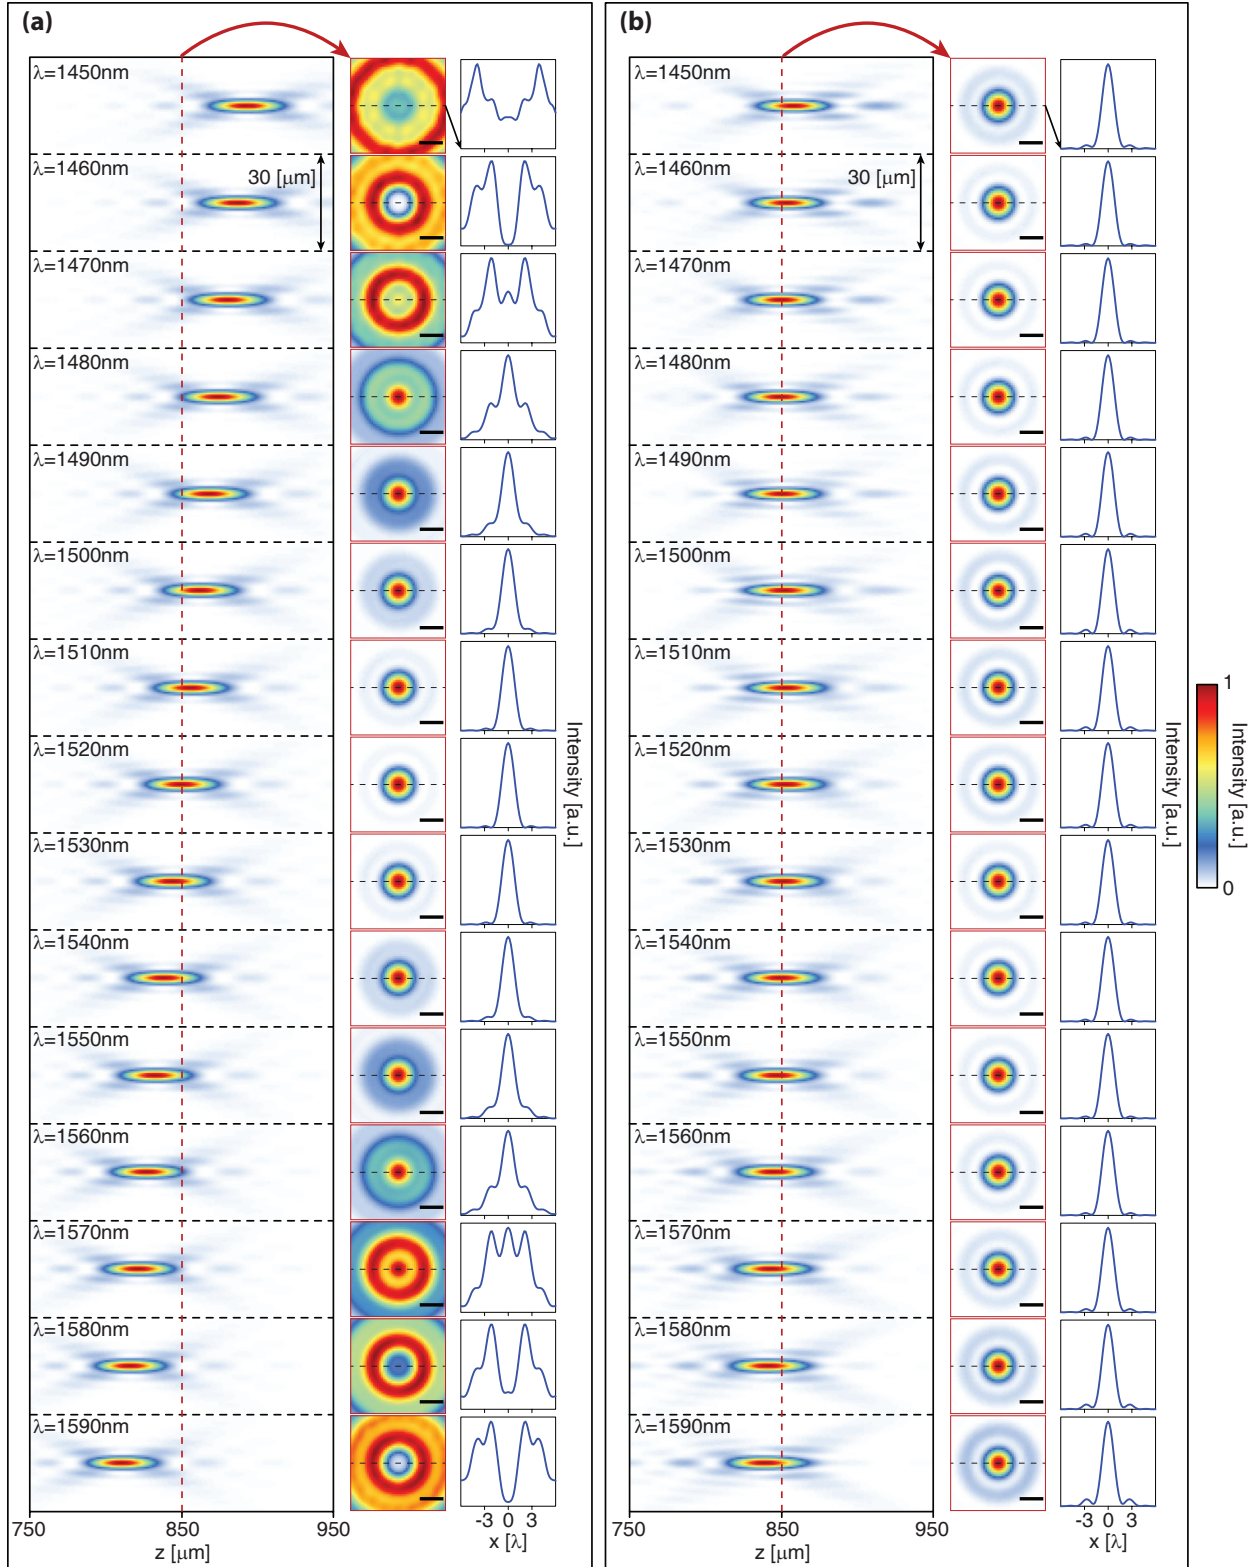 (a)
λ=1450nm
λ=1460nm
30 [μm]
λ=1470nm
λ=1480nm
λ=1490nm
λ=1500nm
λ=1510nm
λ=1520nm
λ=1530nm
λ=1540nm
λ=1550nm
λ=1560nm
λ=1570nm
λ=1580nm
λ=1590nm
750 850 950
z [μm]
-3 0 3
x [λ]
Intensity [a.u.]
(b)
λ=1450nm
λ=1460nm
30 [μm]
λ=1470nm
λ=1480nm
λ=1490nm
λ=1500nm
λ=1510nm
λ=1520nm
λ=1530nm
λ=1540nm
λ=1550nm
λ=1560nm
λ=1570nm
λ=1580nm
λ=1590nm
750 850 950
z [μm]
-3 0 3
x [λ]
Intensity [a.u.]
1
0
Intensity [a.u.]